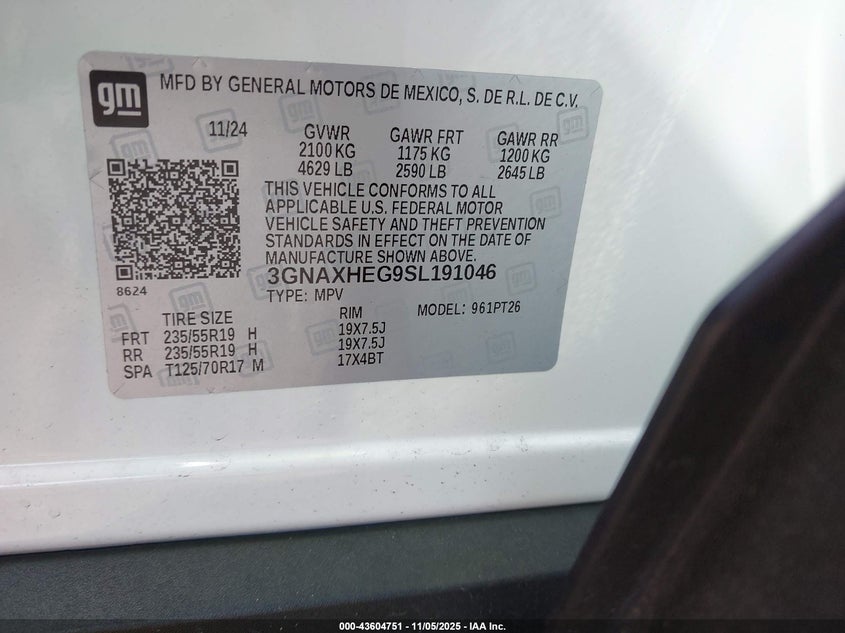 gm
MFD BY GENERAL MOTORS DE MEXICO, S. DE R.L. DE C.V.
11/24 GVWR GAWR FRT GAWR RR
2100 KG 1175 KG 1200 KG
4629 LB 2590 LB 2645 LB
THIS VEHICLE CONFORMS TO ALL
APPLICABLE U.S. FEDERAL MOTOR
VEHICLE SAFETY AND THEFT PREVENTION
STANDARDS IN EFFECT ON THE DATE OF
MANUFACTURE SHOWN ABOVE.
8624 3GNAXHEG9SL191046
TYPE: MPV MODEL: 961PT26
TIRE SIZE RIM
FRT 235/55R19 H 19X7.5J
RR 235/55R19 H 19X7.5J
SPA T125/70R17 M 17X4BT
000-43604751 - 11/05/2025 - IAA Inc.